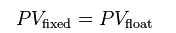 PV_fixed = PV_float